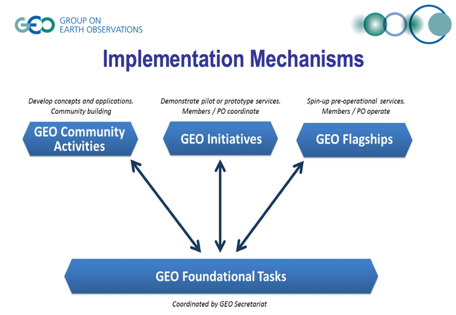 GEO GROUP ON
EARTH OBSERVATIONS
Implementation Mechanisms
Develop concepts and applications.
Community building
Demonstrate pilot or prototype services.
Members / PO coordinate
Spin-up pre-operational services.
Members / PO operate
GEO Community
Activities
GEO Initiatives
GEO Flagships
GEO Foundational Tasks
Coordinated by GEO Secretariat